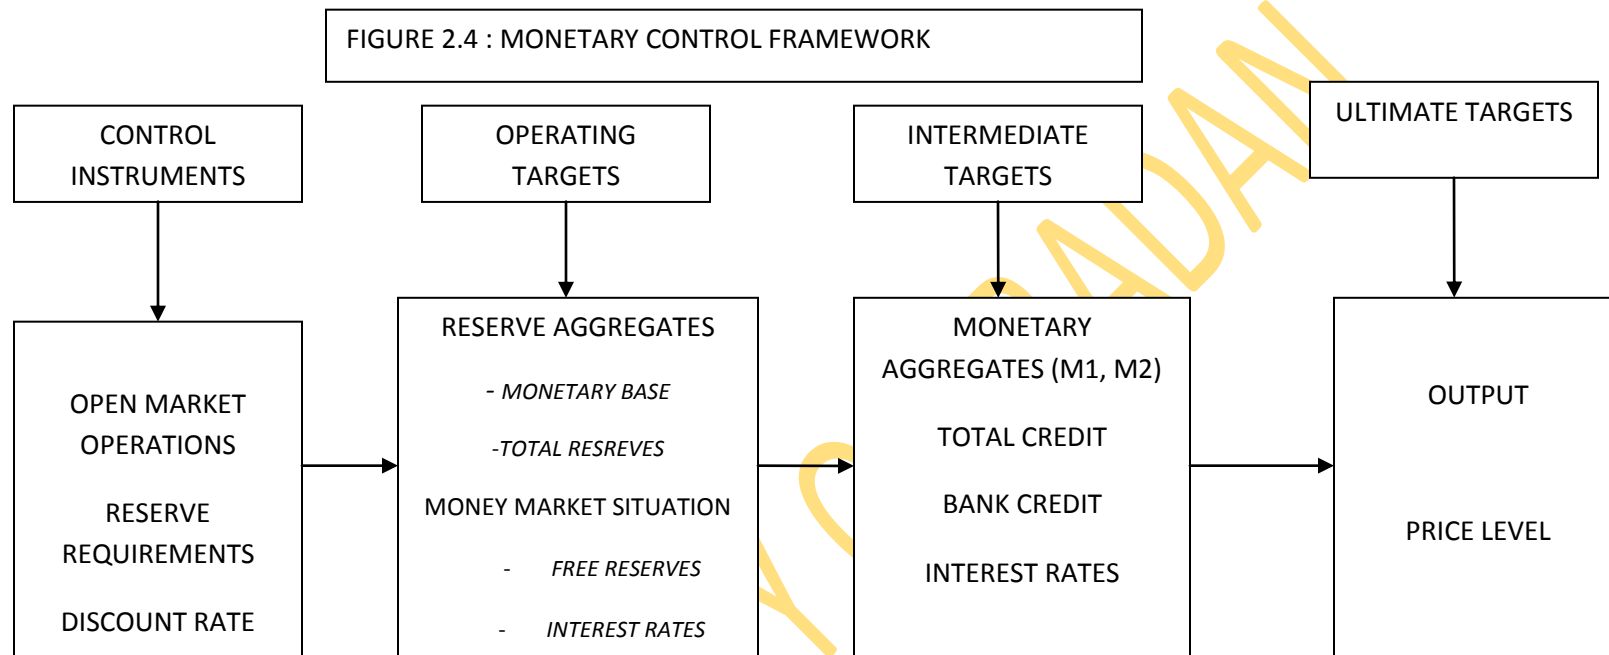 FIGURE 2.4 : MONETARY CONTROL FRAMEWORK
CONTROL
INSTRUMENTS
OPERATING
TARGETS
INTERMEDIATE
TARGETS
ULTIMATE TARGETS
OPEN MARKET
OPERATIONS
RESERVE
REQUIREMENTS
DISCOUNT RATE
RESERVE AGGREGATES
- MONETARY BASE
-TOTAL RESREVES
MONEY MARKET SITUATION
- FREE RESERVES
- INTEREST RATES
MONETARY
AGGREGATES (M1, M2)
TOTAL CREDIT
BANK CREDIT
INTEREST RATES
OUTPUT
PRICE LEVEL